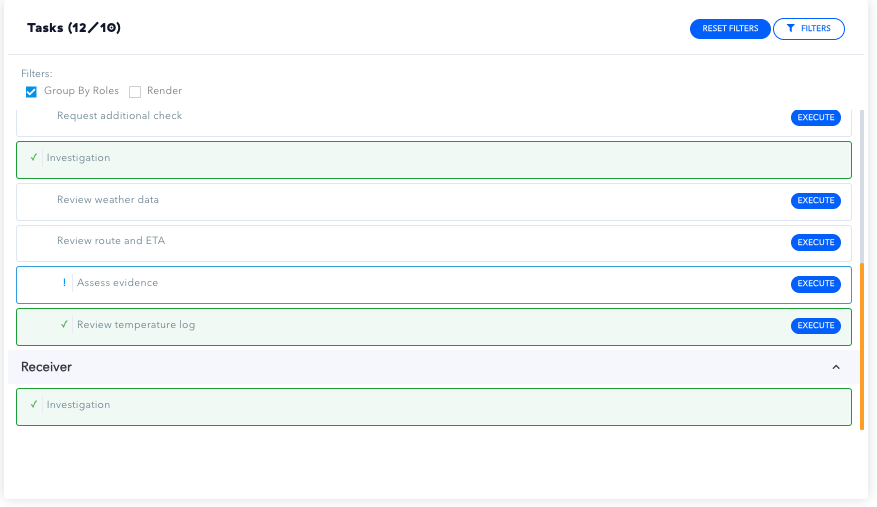 Tasks (12/10)
RESET FILTERS
FILTERS
Filters:
Group By Roles
Render
Request additional check
EXECUTE
✓ Investigation
Review weather data
EXECUTE
Review route and ETA
EXECUTE
! Assess evidence
EXECUTE
✓ Review temperature log
EXECUTE
Receiver
✓ Investigation